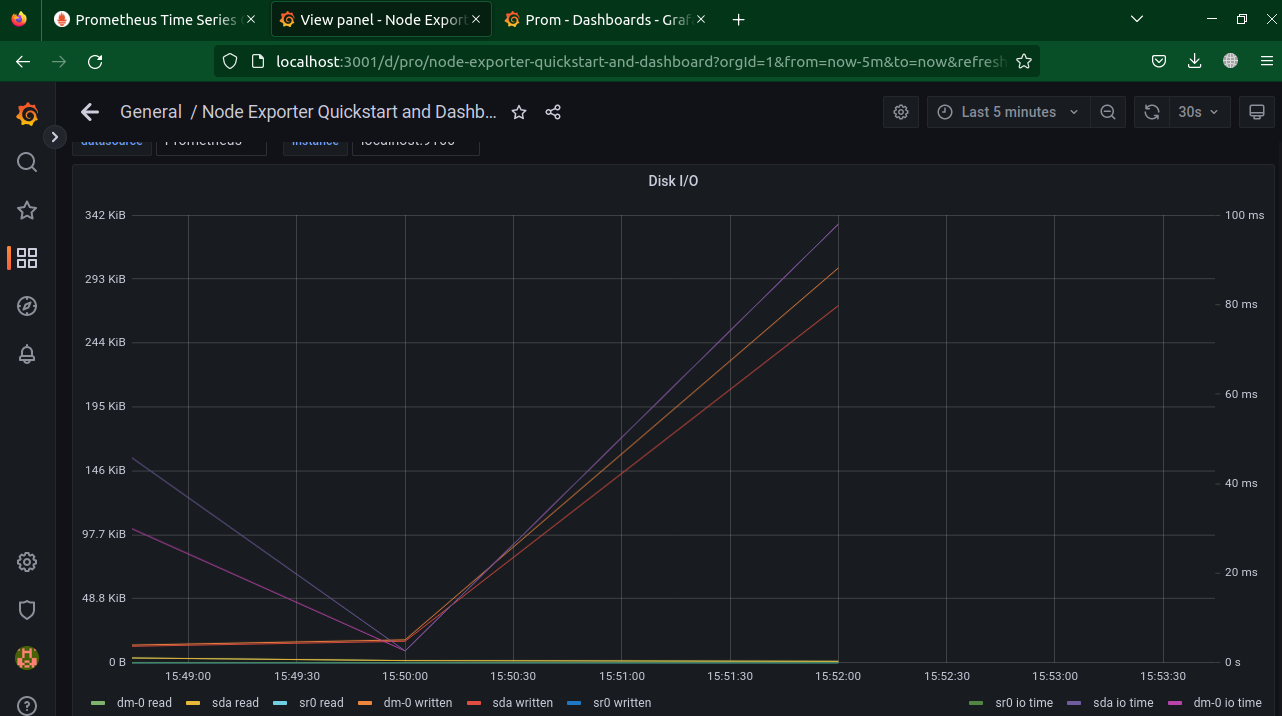 Prometheus Time Series
View panel - Node Export
Prom - Dashboards - Graf
localhost:3001/d/pro/node-exporter-quickstart-and-dashboard?orgId=1&from=now-5m&to=now&refresh
General / Node Exporter Quickstart and Dashb...
Last 5 minutes
30s
datasource Prometheus instance localhost:9100
Disk I/O
342 KiB
293 KiB
244 KiB
195 KiB
146 KiB
97.7 KiB
48.8 KiB
0 B
100 ms
80 ms
60 ms
40 ms
20 ms
0 s
15:49:00 15:49:30 15:50:00 15:50:30 15:51:00 15:51:30 15:52:00 15:52:30 15:53:00 15:53:30
dm-0 read sda read sr0 read dm-0 written sda written sr0 written sr0 io time sda io time dm-0 io time